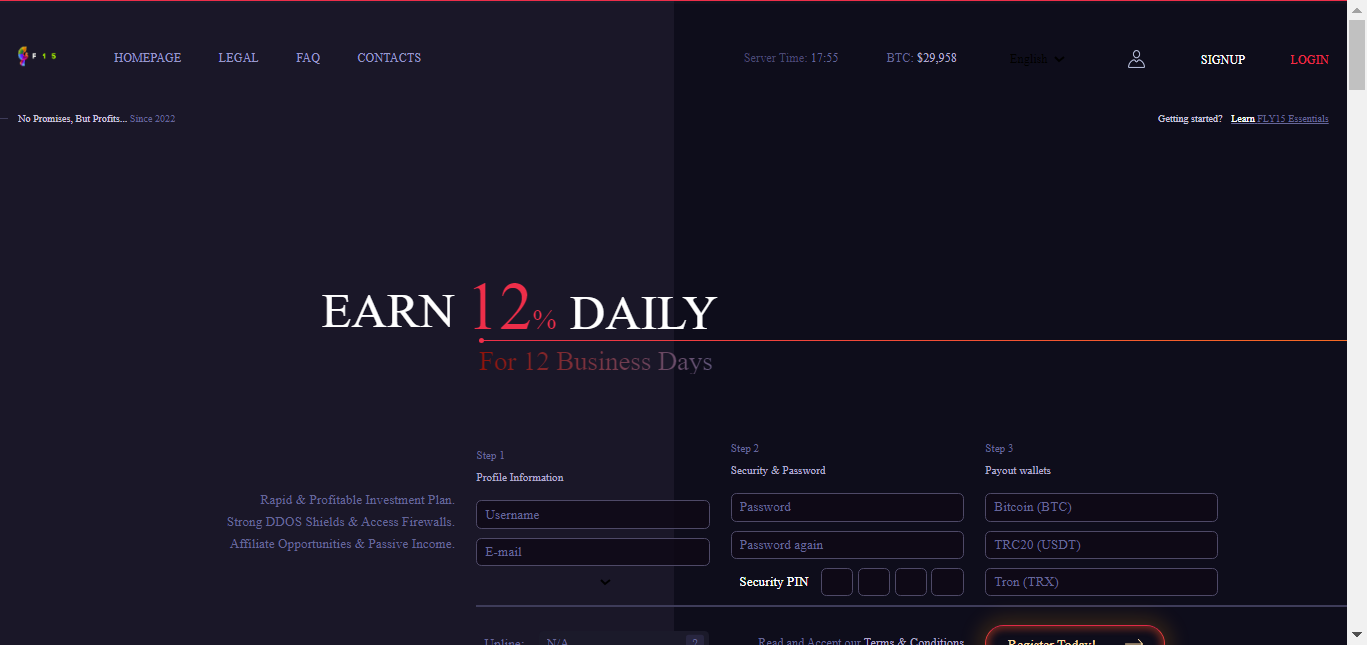 F 1 5
HOMEPAGE LEGAL FAQ CONTACTS
Server Time: 17:55 BTC: $29,958 English SIGNUP LOGIN
No Promises, But Profits... Since 2022
Getting started? Learn FLY15 Essentials
EARN 12% DAILY
For 12 Business Days
Rapid & Profitable Investment Plan.
Strong DDOS Shields & Access Firewalls.
Affiliate Opportunities & Passive Income.
Step 1
Profile Information
Username
E-mail
Step 2
Security & Password
Password
Password again
Security PIN
Step 3
Payout wallets
Bitcoin (BTC)
TRC20 (USDT)
Tron (TRX)
Upline: N/A ?
Read and Accept our Terms & Conditions
Register Today!